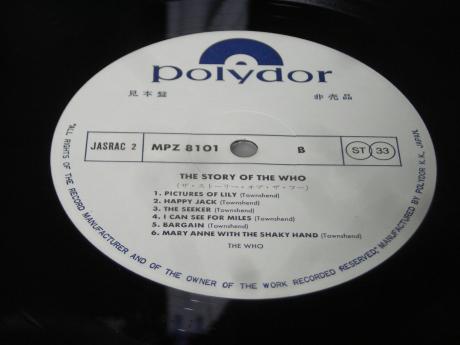 polydor
見本盤 非売品
JASRAC 2 MPZ 8101 B ST 33
THE STORY OF THE WHO
(ザ・ストーリー・オブ・ザ・フー)
1. PICTURES OF LILY (Townshend)
2. HAPPY JACK (Townshend)
3. THE SEEKER (Townshend)
4. I CAN SEE FOR MILES (Townshend)
5. BARGAIN (Townshend)
6. MARY ANNE WITH THE SHAKY HAND (Townshend)
THE WHO
"ALL RIGHTS OF THE RECORD MANUFACTURER AND OF THE OWNER OF THE WORK RECORDED RESERVED," MANUFACTURED BY POLYDOR K.K., JAPAN